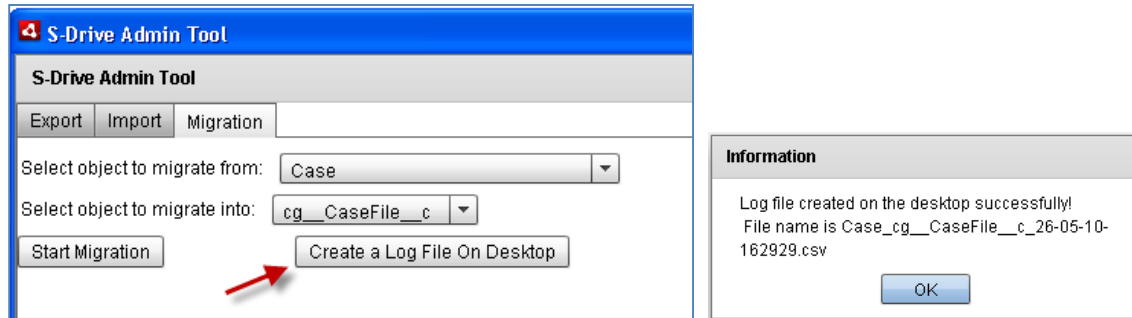 S-Drive Admin Tool
S-Drive Admin Tool
Export Import Migration
Select object to migrate from: Case
Select object to migrate into: cg__CaseFile__c
Start Migration Create a Log File On Desktop
Information
Log file created on the desktop successfully!
File name is Case_cg__CaseFile__c_26-05-10-
162929.csv
OK